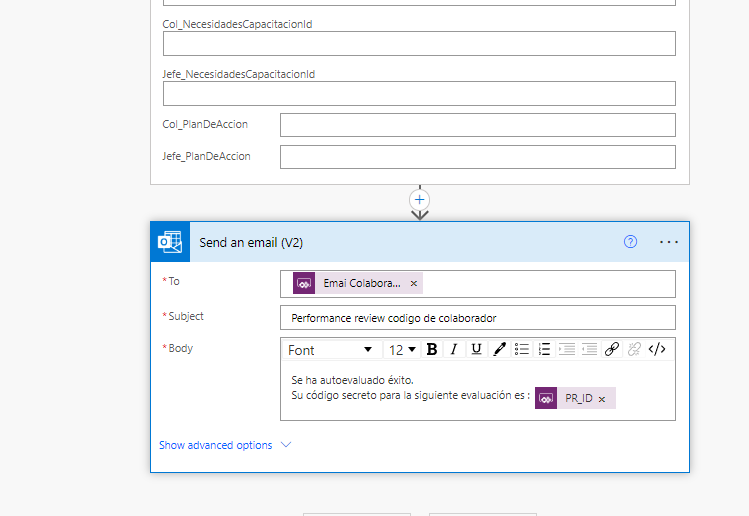 Col_NecesidadesCapacitacionId
Jefe_NecesidadesCapacitacionId
Col_PlanDeAccion
Jefe_PlanDeAccion
Send an email (V2)
* To
Emai Colabora... ×
* Subject
Performance review codigo de colaborador
* Body
Font 12 B I U </>
Se ha autoevaluado éxito.
Su código secreto para la siguiente evaluación es : PR_ID ×
Show advanced options